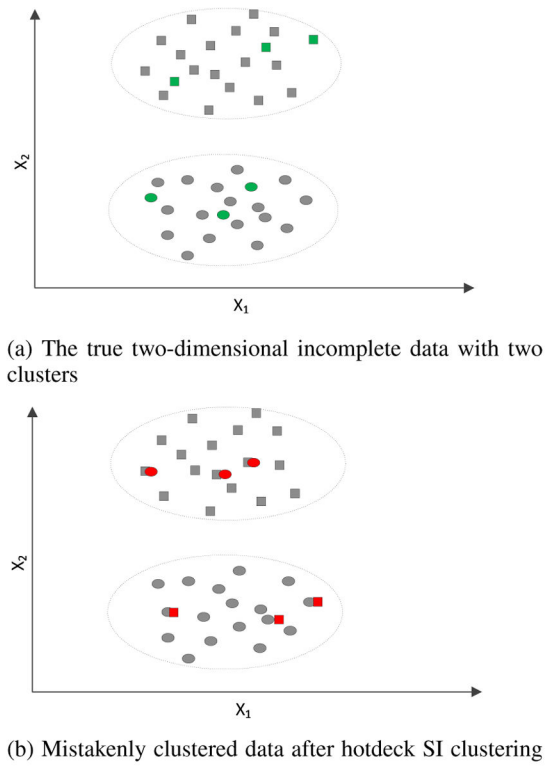 X₂
X₁
(a) The true two-dimensional incomplete data with two
clusters
X₂
X₁
(b) Mistakenly clustered data after hotdeck SI clustering